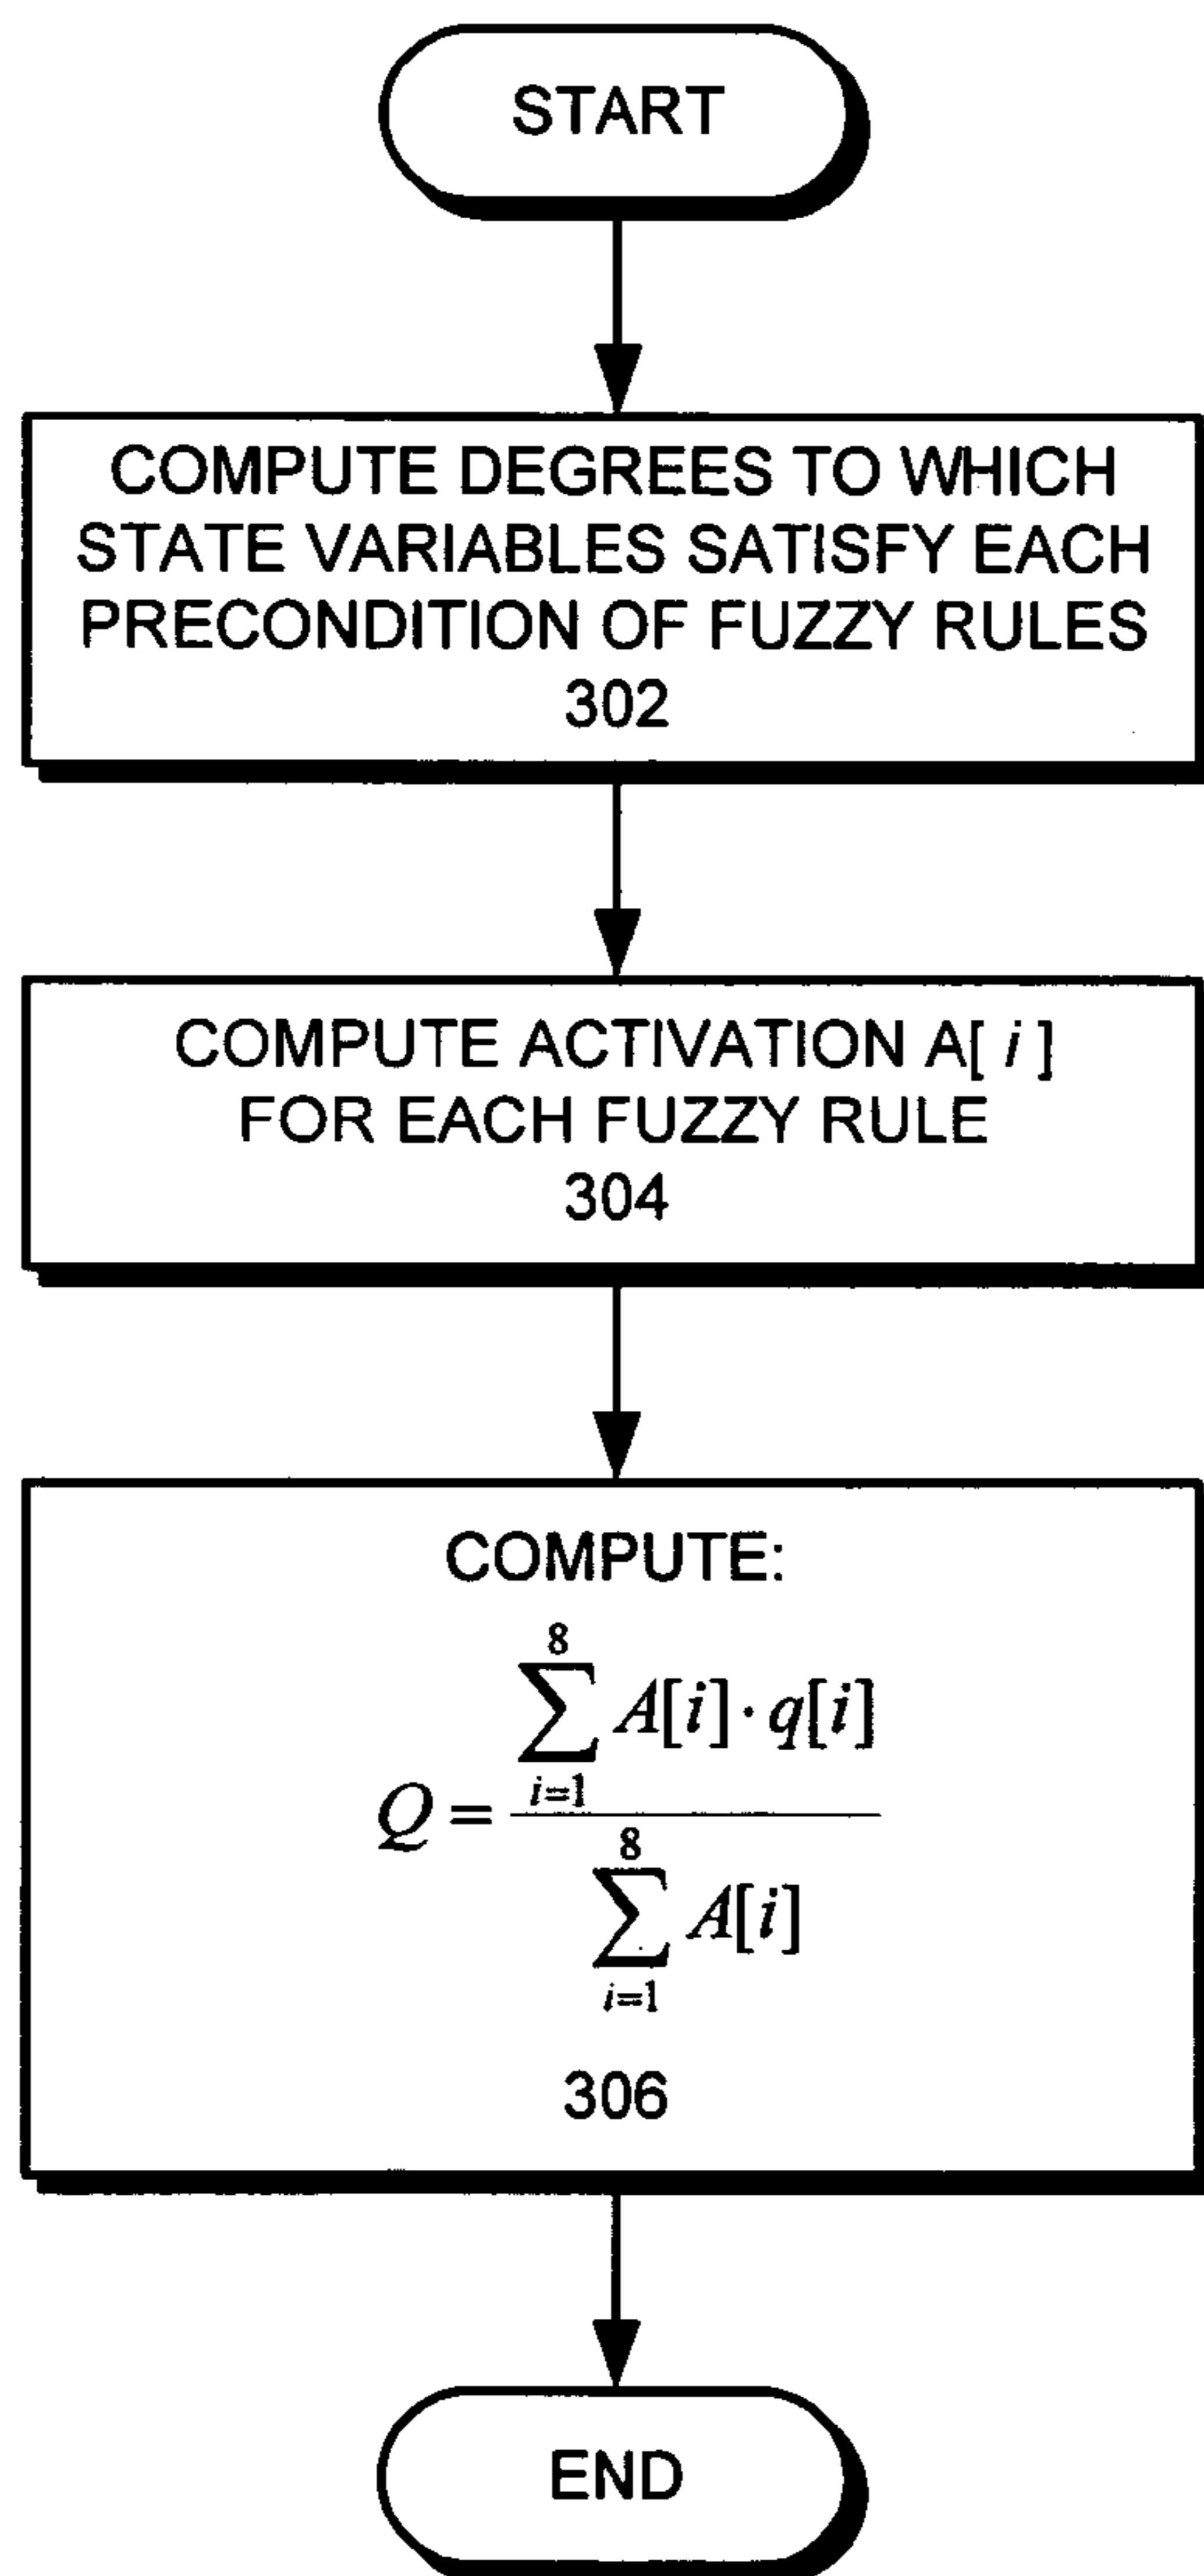 START
COMPUTE DEGREES TO WHICH
STATE VARIABLES SATISFY EACH
PRECONDITION OF FUZZY RULES
302
COMPUTE ACTIVATION A[ i ]
FOR EACH FUZZY RULE
304
COMPUTE:
8
∑ A[i] · q[i]
i=1
Q =
8
∑ A[i]
i=1
306
END